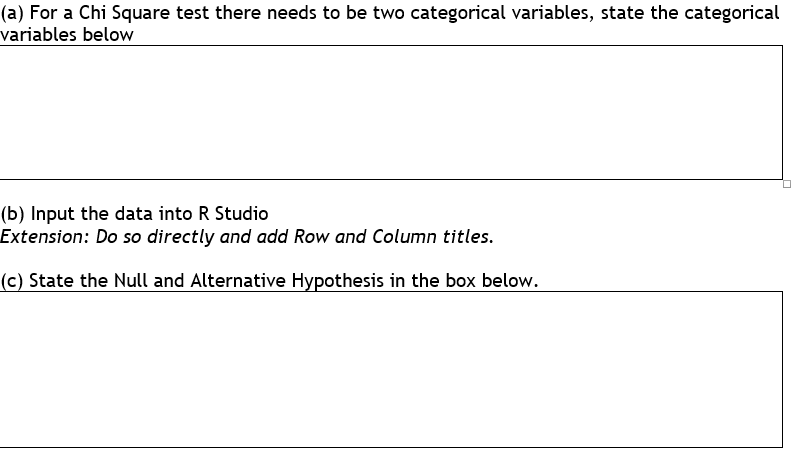 (a) For a Chi Square test there needs to be two categorical variables, state the categorical
variables below
(b) Input the data into R Studio
Extension: Do so directly and add Row and Column titles.
(c) State the Null and Alternative Hypothesis in the box below.